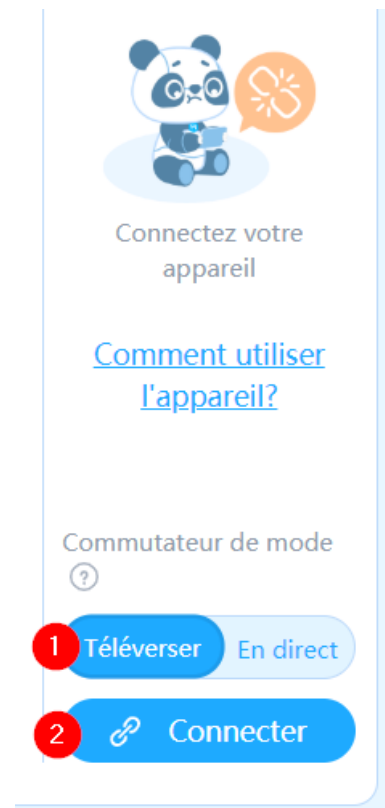 Connectez votre
appareil
Comment utiliser
l'appareil?
Commutateur de mode
?
1 Téléverser En direct
2 Connecter